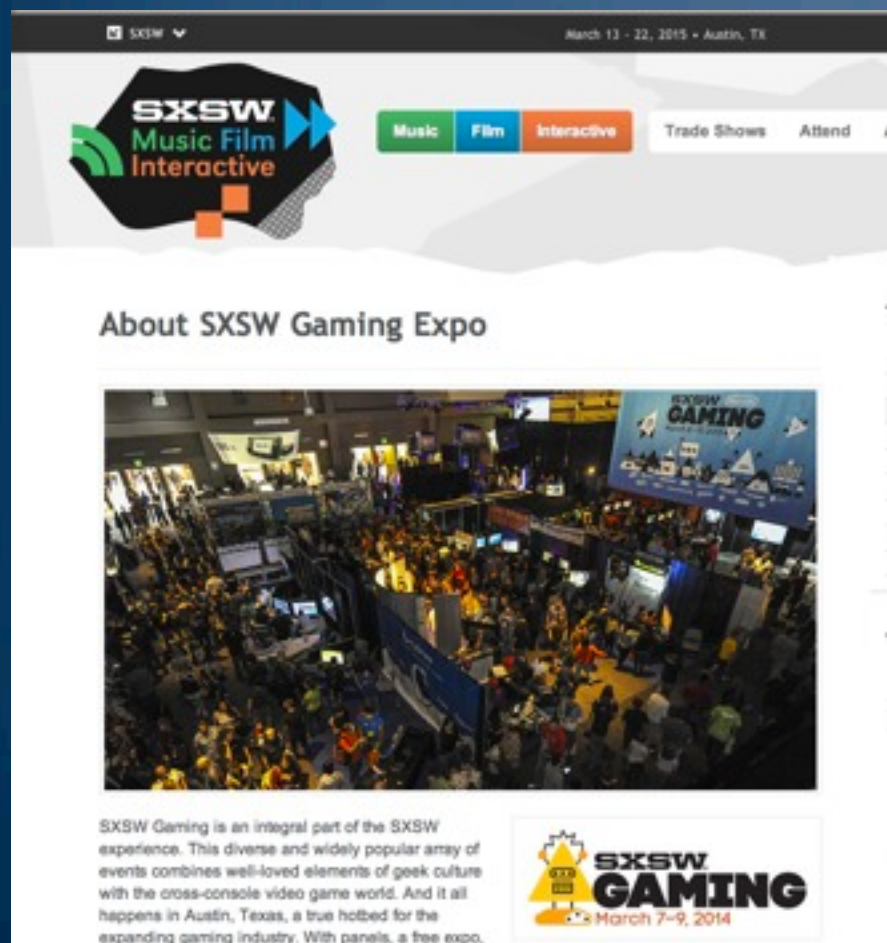 SXSW
March 13 - 22, 2015 • Austin, TX
SXSW
Music Film
Interactive
Music Film Interactive Trade Shows Attend
About SXSW Gaming Expo
SXSW
GAMING
SXSW Gaming is an integral part of the SXSW
experience. This diverse and widely popular array of
events combines well-loved elements of geek culture
with the cross-console video game world. And it all
happens in Austin, Texas, a true hotbed for the
expanding gaming industry. With panels, a free expo,
SXSW
GAMING
March 7-9, 2014